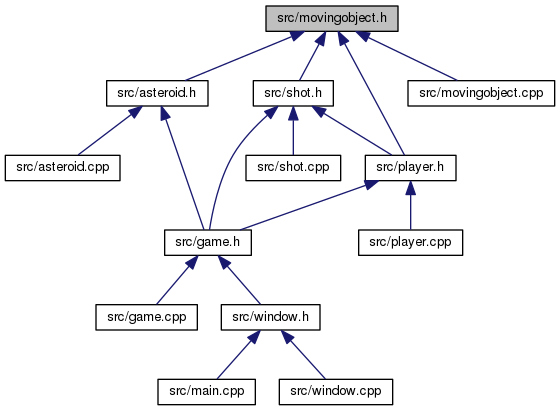 src/movingobject.h
src/asteroid.h
src/shot.h
src/movingobject.cpp
src/asteroid.cpp
src/shot.cpp
src/player.h
src/game.h
src/player.cpp
src/game.cpp
src/window.h
src/main.cpp
src/window.cpp